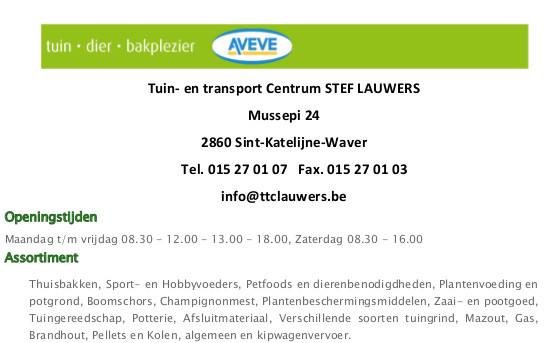 tuin • dier • bakplezier AVEVE
Tuin- en transport Centrum STEF LAUWERS
Mussepi 24
2860 Sint-Katelijne-Waver
Tel. 015 27 01 07 Fax. 015 27 01 03
info@ttclauwers.be
Openingstijden
Maandag t/m vrijdag 08.30 – 12.00 – 13.00 – 18.00, Zaterdag 08.30 – 16.00
Assortiment
Thuisbakken, Sport- en Hobbyvoeders, Petfoods en dierenbenodigdheden, Plantenvoeding en
potgrond, Boomschors, Champignonmest, Plantenbeschermingsmiddelen, Zaai- en pootgoed,
Tuingereedschap, Potterie, Afsluitmateriaal, Verschillende soorten tuingrind, Mazout, Gas,
Brandhout, Pellets en Kolen, algemeen en kipwagenvervoer.